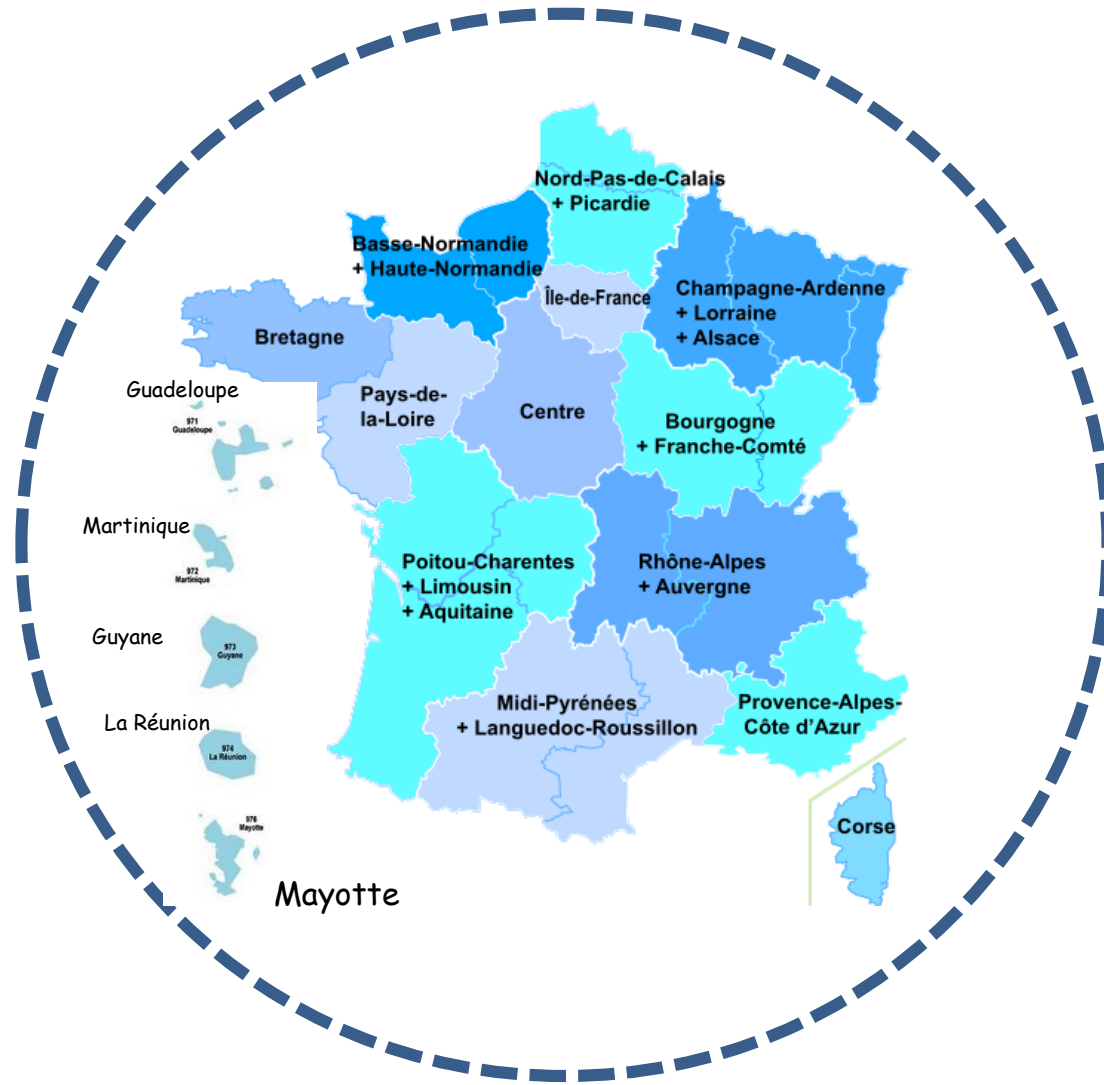 Nord-Pas-de-Calais
+ Picardie
Basse-Normandie
+ Haute-Normandie
Île-de-France
Champagne-Ardenne
+ Lorraine
+ Alsace
Bretagne
Pays-de-
la-Loire
Centre
Bourgogne
+ Franche-Comté
Guadeloupe
971
Guadeloupe
Martinique
972
Martinique
Poitou-Charentes
+ Limousin
+ Aquitaine
Rhône-Alpes
+ Auvergne
Guyane
973
Guyane
La Réunion
974
La Réunion
Midi-Pyrénées
+ Languedoc-Roussillon
Provence-Alpes-
Côte d'Azur
976
Mayotte
Mayotte
Corse